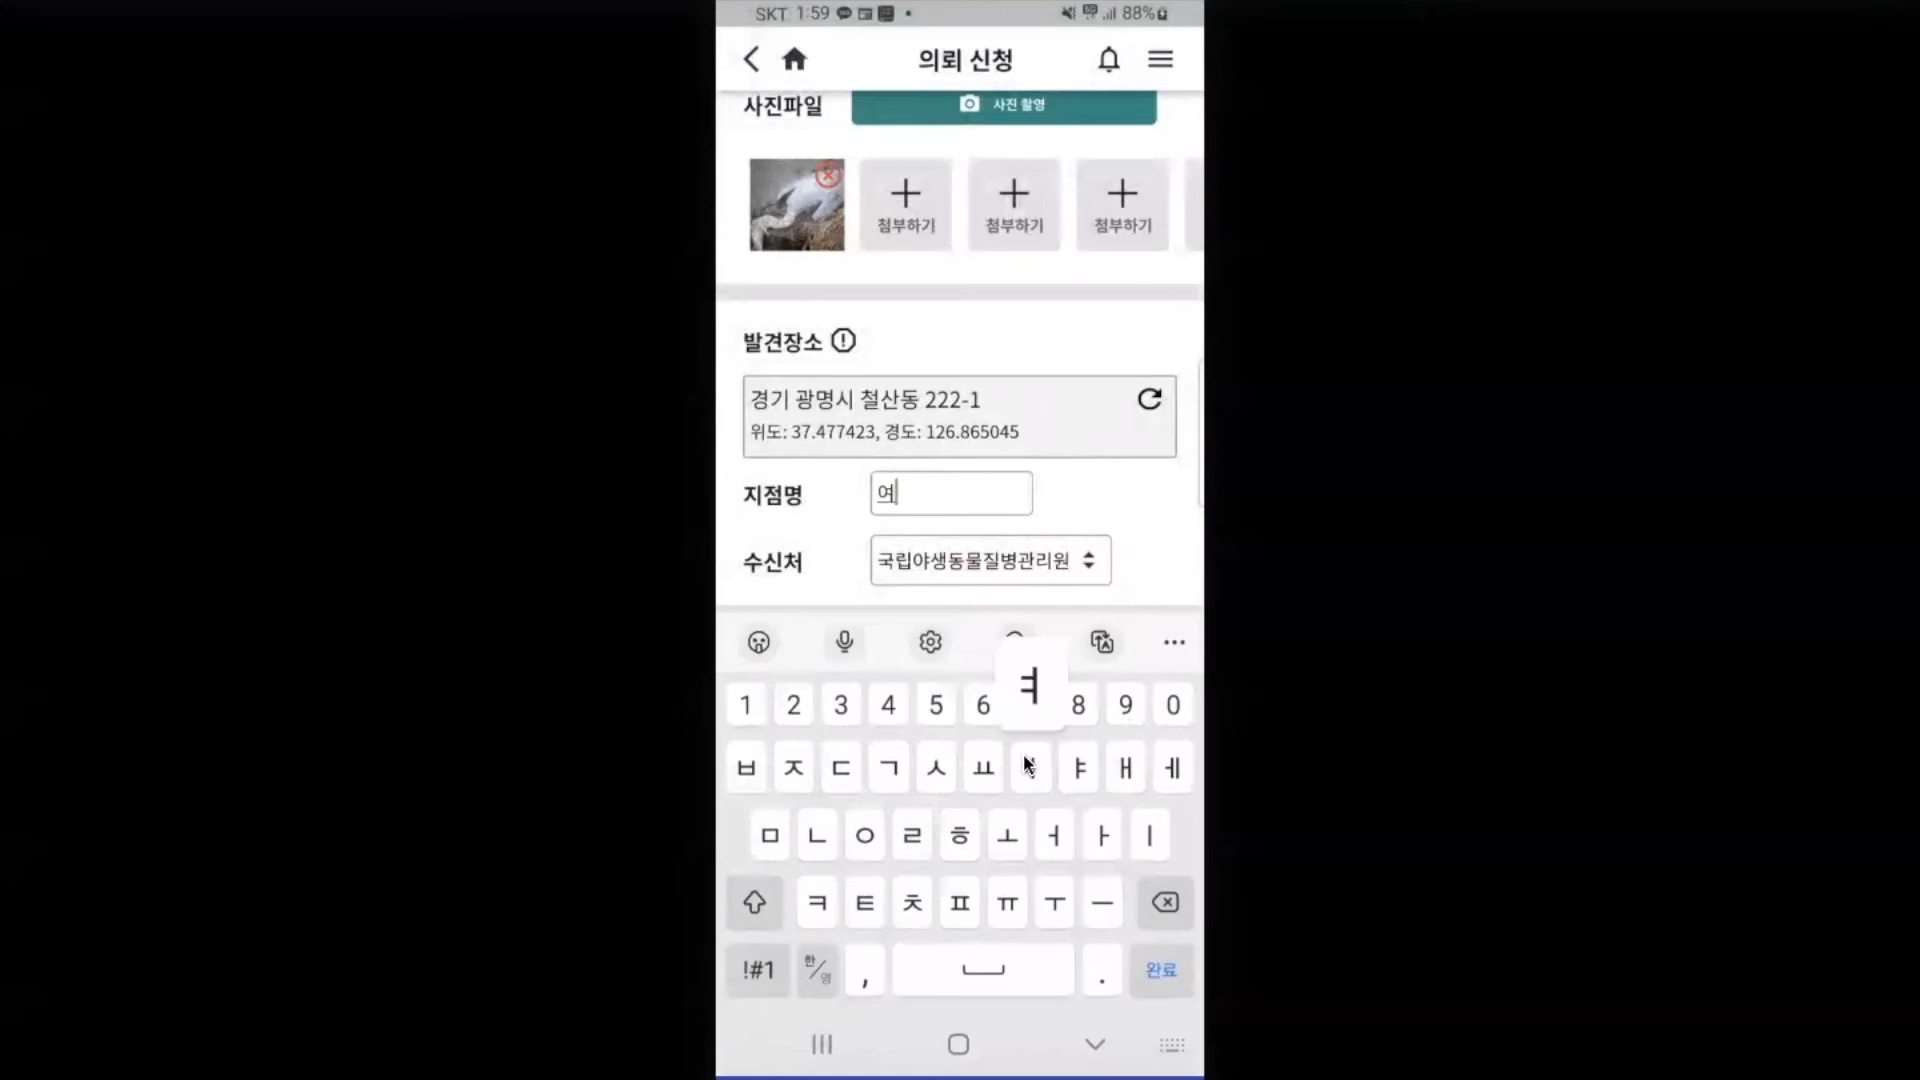 SKT 1:59 88%
의뢰 신청
사진파일 사진 촬영
첨부하기 첨부하기 첨부하기
발견장소
경기 광명시 철산동 222-1
위도: 37.477423, 경도: 126.865045
지점명 여
수신처 국립야생동물질병관리원
ㅕ
1 2 3 4 5 6 8 9 0
ㅂ ㅈ ㄷ ㄱ ㅅ ㅛ ㅑ ㅐ ㅔ
ㅁ ㄴ ㅇ ㄹ ㅎ ㅗ ㅓ ㅏ ㅣ
ㅋ ㅌ ㅊ ㅍ ㅠ ㅜ ㅡ
!#1 한/영 , . 완료